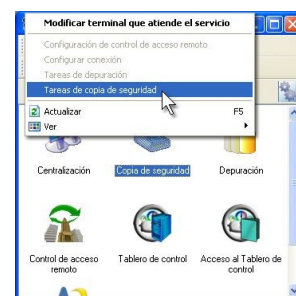 Modificar terminal que atiende el servicio
Configuración de control de acceso remoto
Configurar conexión
Tareas de depuración
Tareas de copia de seguridad
Actualizar F5
Ver
Centralización Copia de seguridad Depuración
Control de acceso remoto
Tablero de control
Acceso al Tablero de control